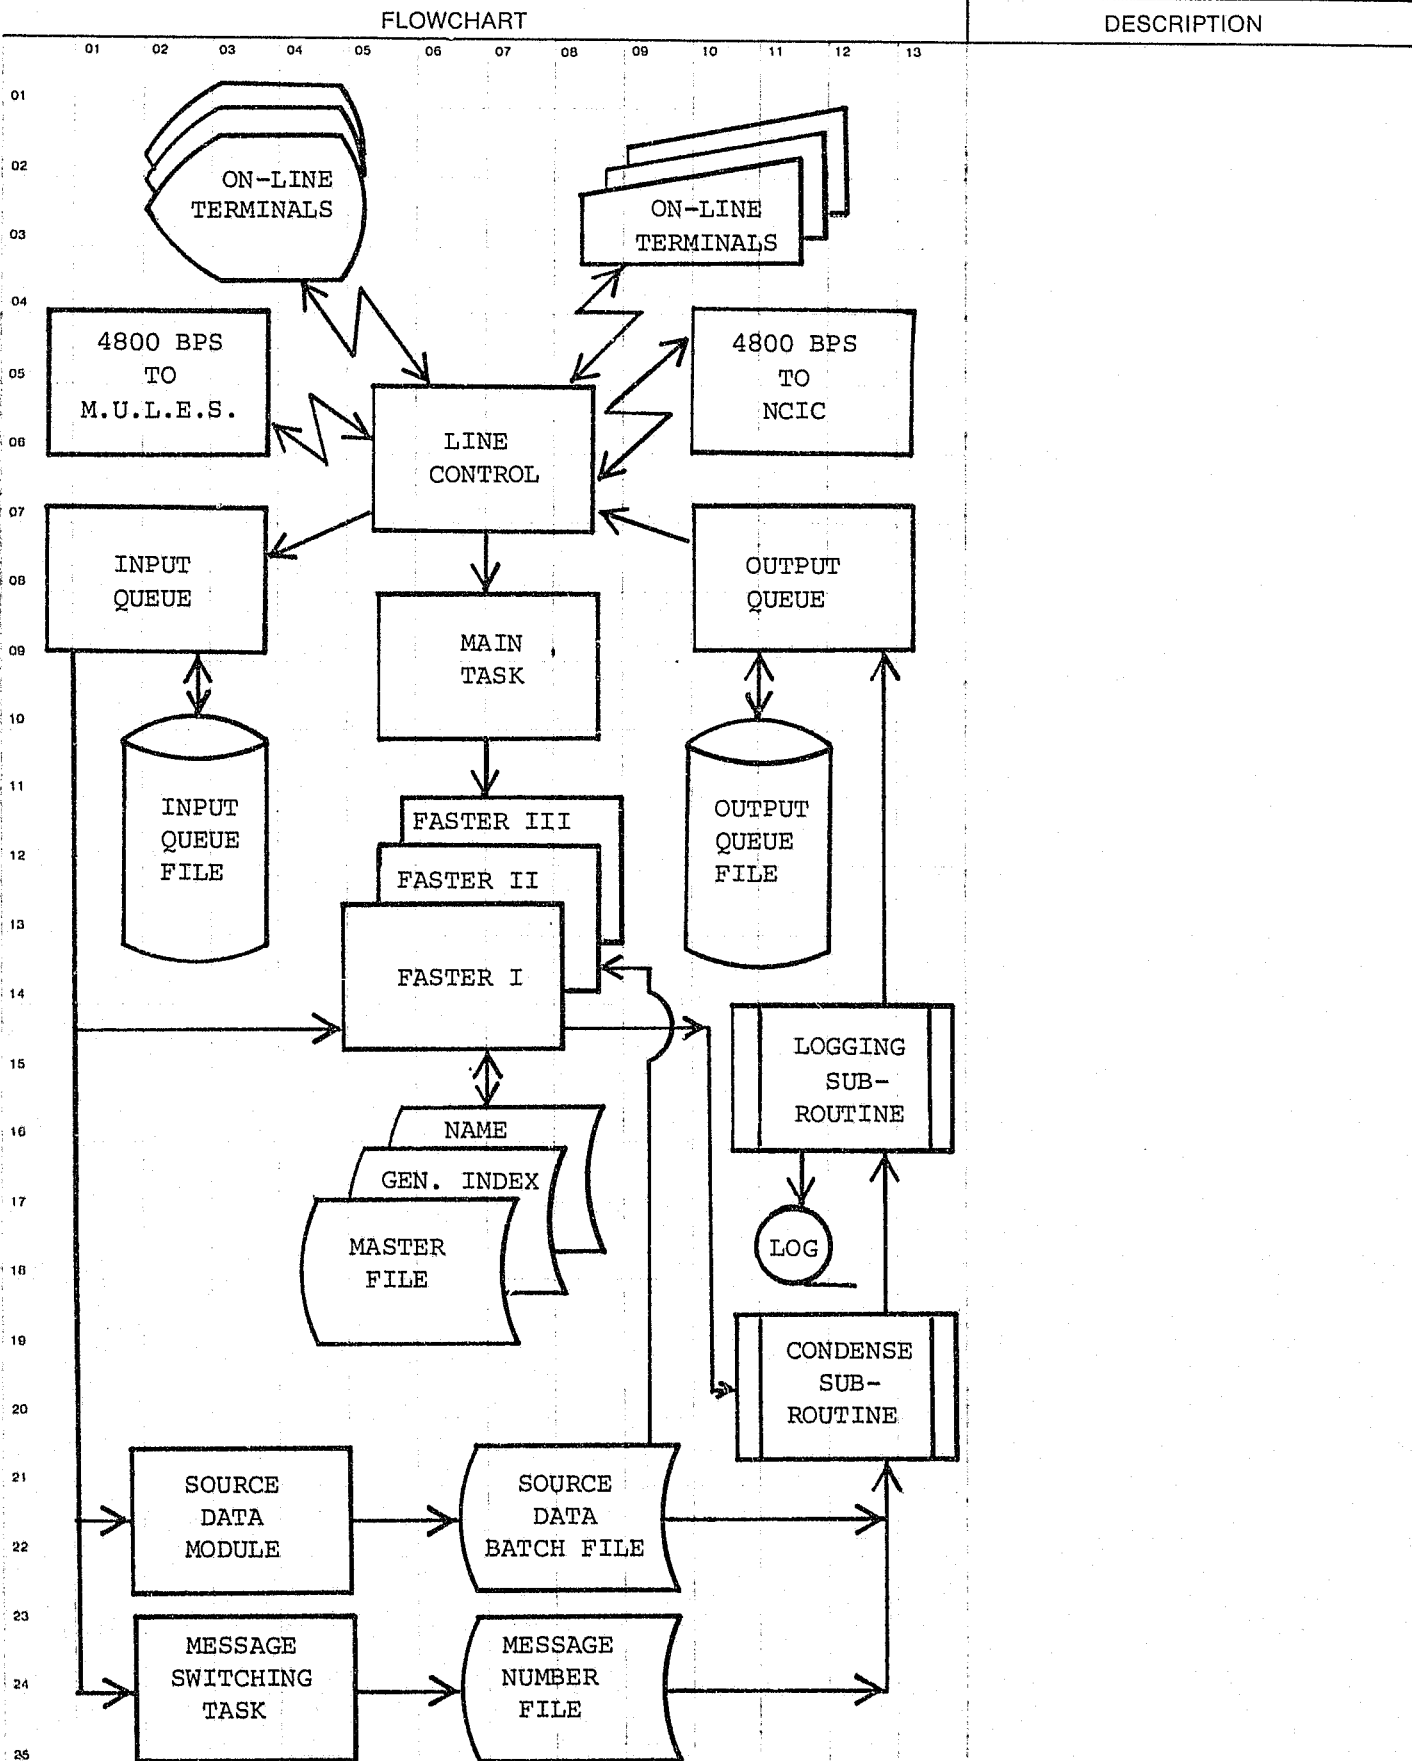 FLOWCHART
DESCRIPTION
01 02 03 04 05 06 07 08 09 10 11 12 13
01
02
03
04
05
06
07
08
09
10
11
12
13
14
15
16
17
18
19
20
21
22
23
24
25
ON-LINE
TERMINALS
ON-LINE
TERMINALS
4800 BPS
TO
M.U.L.E.S.
4800 BPS
TO
NCIC
LINE
CONTROL
INPUT
QUEUE
OUTPUT
QUEUE
MAIN
TASK
INPUT
QUEUE
FILE
FASTER III
FASTER II
FASTER I
OUTPUT
QUEUE
FILE
LOGGING
SUB-
ROUTINE
NAME
GEN. INDEX
MASTER
FILE
LOG
CONDENSE
SUB-
ROUTINE
SOURCE
DATA
MODULE
SOURCE
DATA
BATCH FILE
MESSAGE
SWITCHING
TASK
MESSAGE
NUMBER
FILE